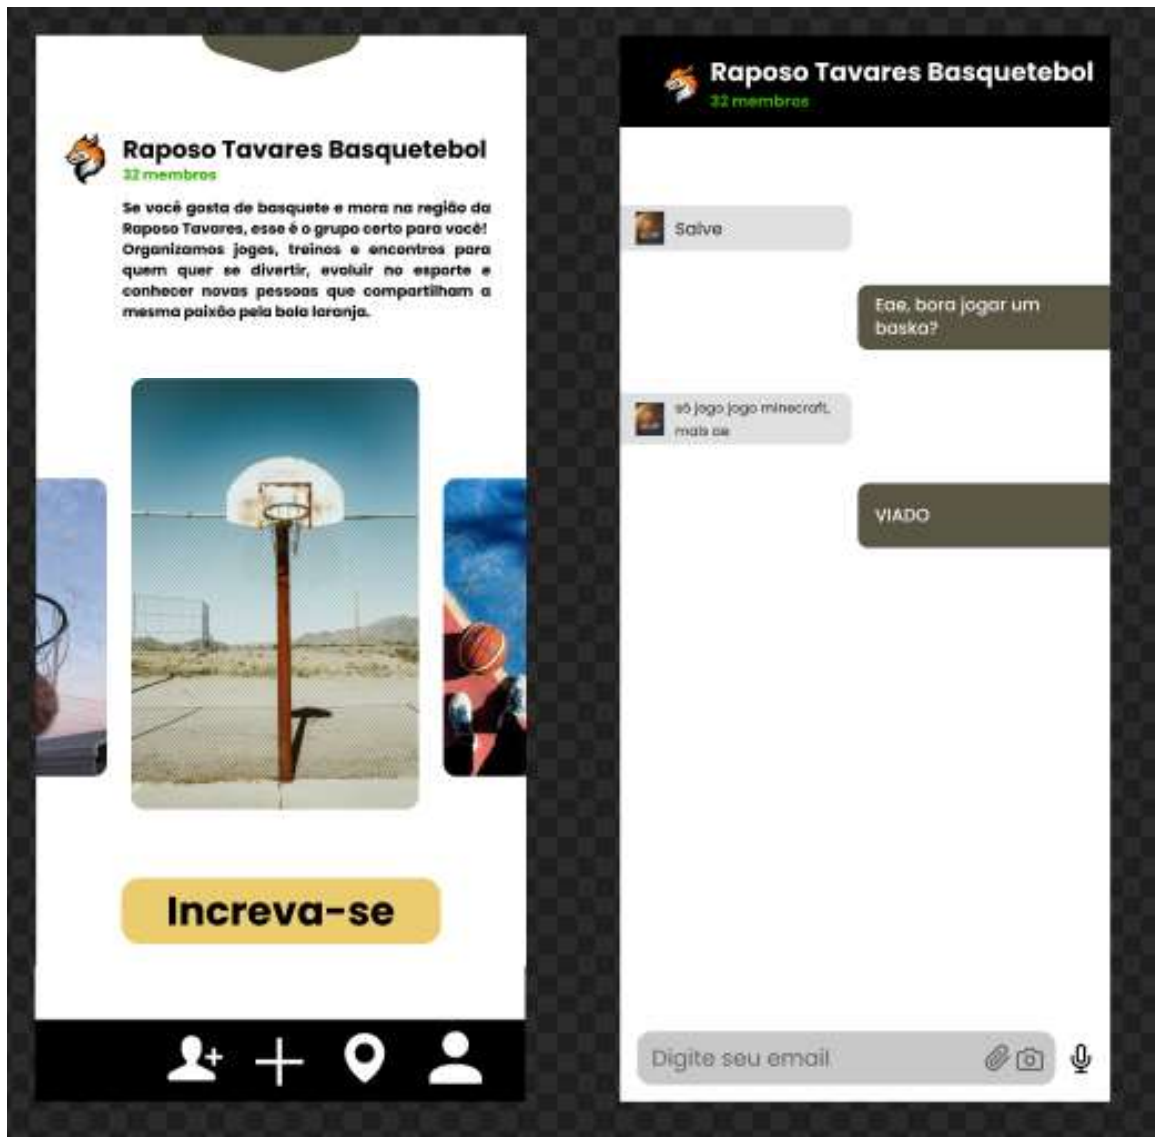 Raposo Tavares Basquetebol
32 membros
Se você gosta de basquete e mora na região da
Raposo Tavares, esse é o grupo certo para você!
Organizamos jogos, treinos e encontros para
quem quer se divertir, evoluir no esporte e
conhecer novas pessoas que compartilham a
mesma paixão pela bola laranja.
Increva-se
Raposo Tavares Basquetebol
32 membros
Salve
Eae, bora jogar um
baska?
só jogo jogo minecraft,
mais ae
VIADO
Digite seu email